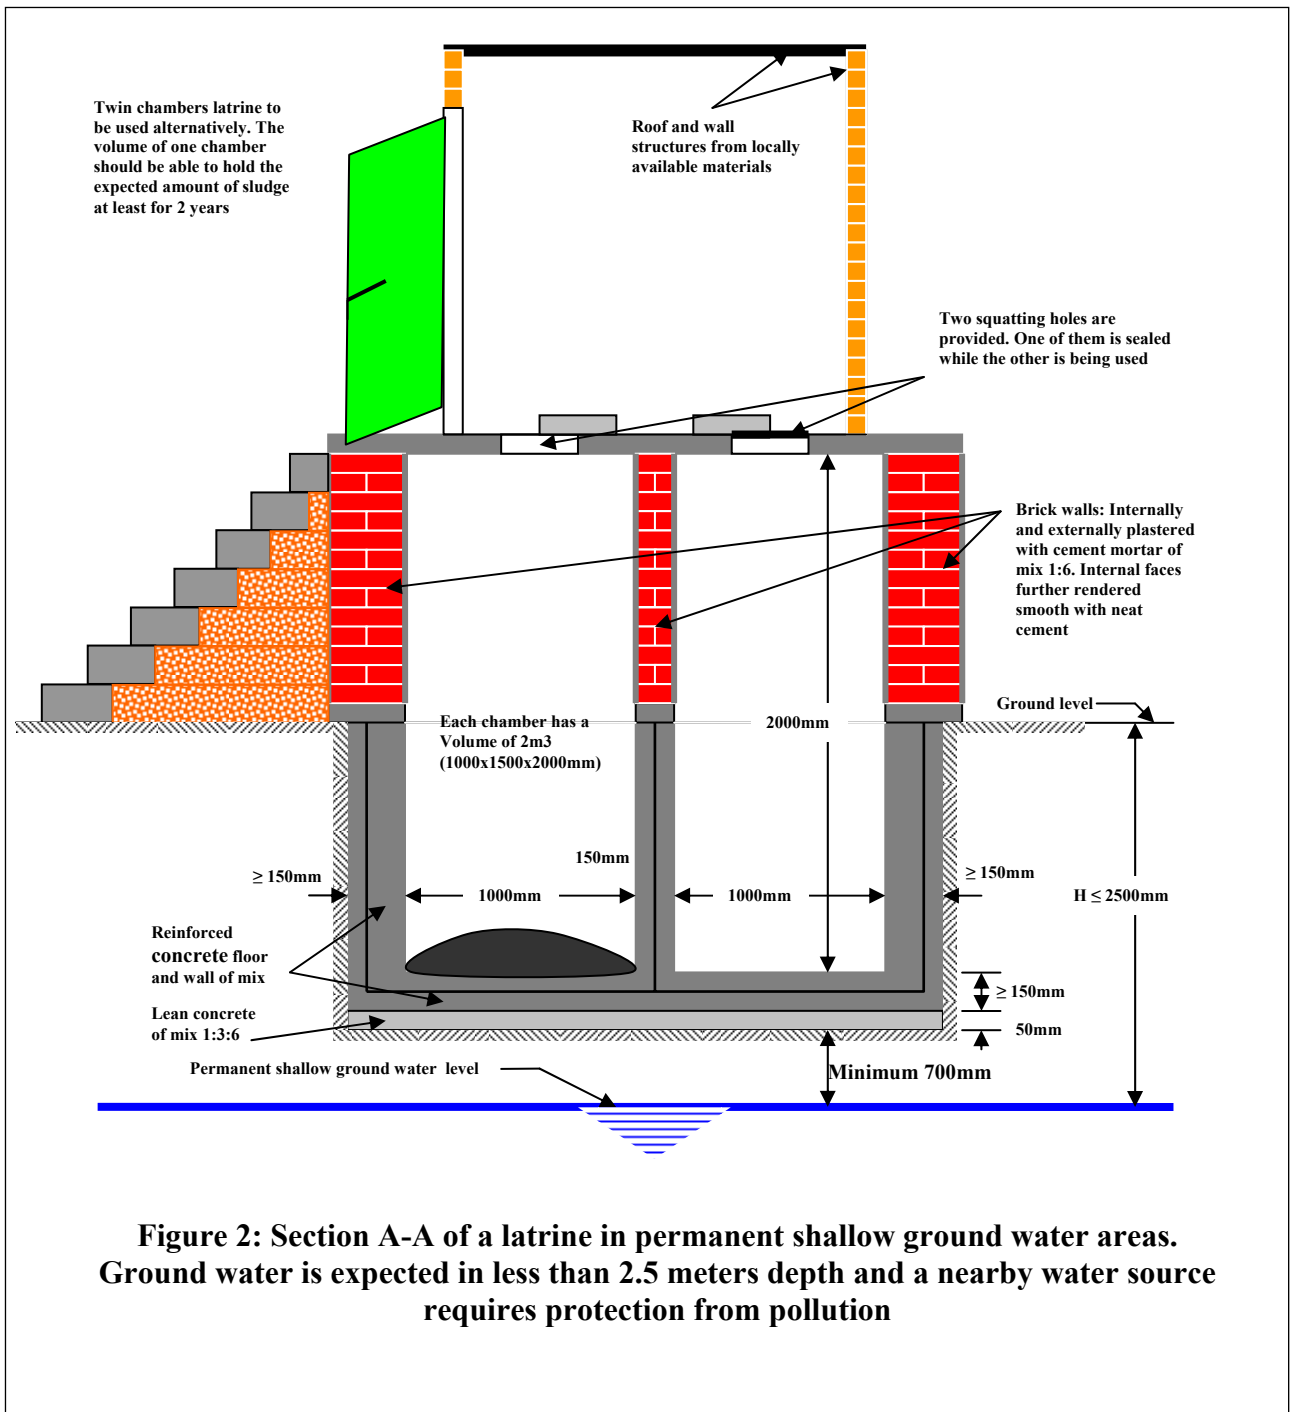 Twin chambers latrine to
be used alternatively. The
volume of one chamber
should be able to hold the
expected amount of sludge
at least for 2 years
Roof and wall
structures from locally
available materials
Two squatting holes are
provided. One of them is sealed
while the other is being used
Brick walls: Internally
and externally plastered
with cement mortar of
mix 1:6. Internal faces
further rendered
smooth with neat
cement
Ground level
Each chamber has a
Volume of 2m3
(1000x1500x2000mm)
2000mm
150mm
≥ 150mm
≥ 150mm
1000mm
1000mm
H ≤ 2500mm
Reinforced
concrete floor
and wall of mix
≥ 150mm
Lean concrete
of mix 1:3:6
50mm
Permanent shallow ground water level
Minimum 700mm
Figure 2: Section A-A of a latrine in permanent shallow ground water areas.
Ground water is expected in less than 2.5 meters depth and a nearby water source
requires protection from pollution